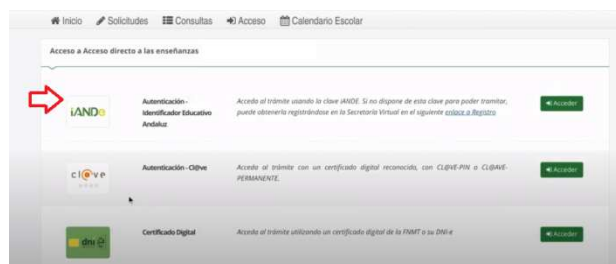 Inicio Solicitudes Consultas Acceso Calendario Escolar
Acceso a Acceso directo a las enseñanzas
iANDe
Autenticación -
Identificador Educativo
Andaluz
Acceda al trámite usando la clave iANDE. Si no dispone de esta clave para poder tramitar,
puede obtenerla registrándose en la Secretaría Virtual en el siguiente enlace a Registro
Acceder
cl@ve
Autenticación - Cl@ve
Acceda al trámite con un certificado digital reconocido, con CL@VE-PIN o CL@AVE-
PERMANENTE.
Acceder
dni e
Certificado Digital
Acceda al trámite utilizando un certificado digital de la FNMT o su DNI-e
Acceder